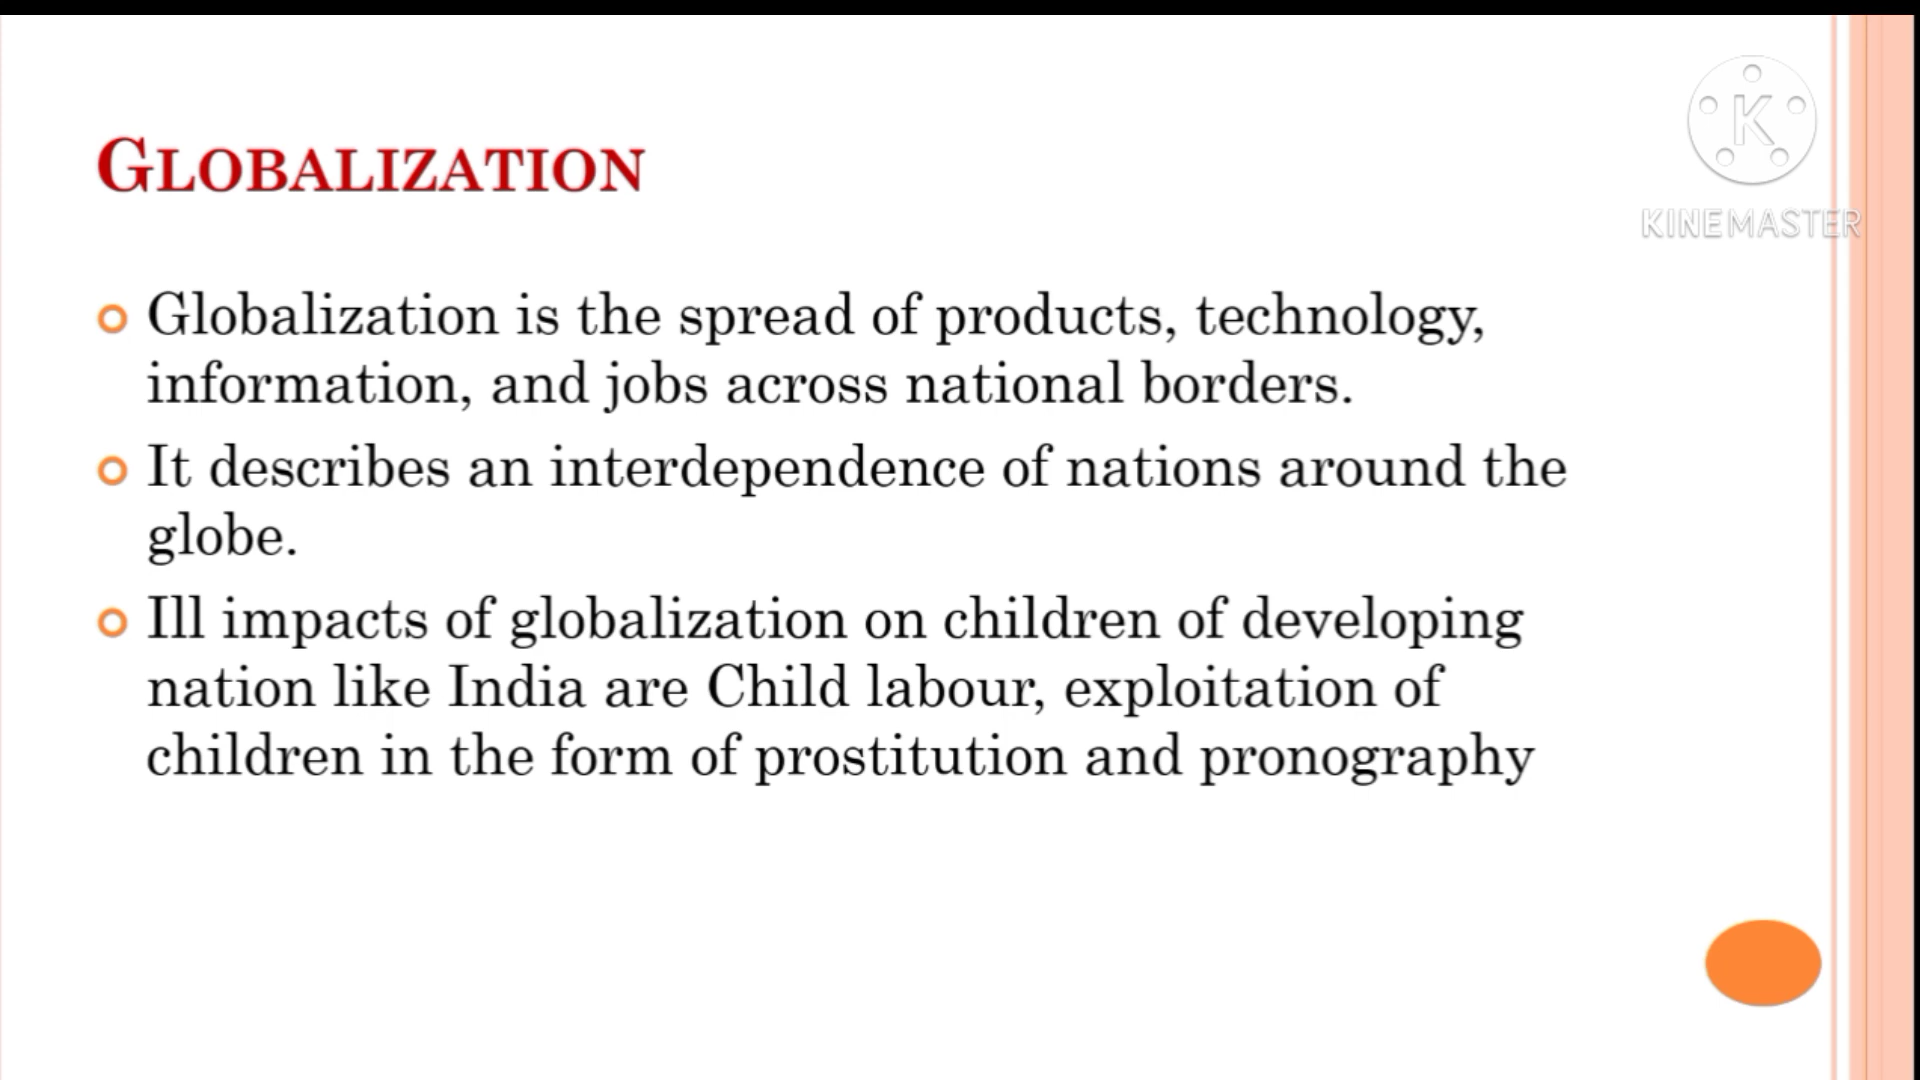 GLOBALIZATION
K
KINEMASTER
Globalization is the spread of products, technology,
information, and jobs across national borders.
It describes an interdependence of nations around the
globe.
Ill impacts of globalization on children of developing
nation like India are Child labour, exploitation of
children in the form of prostitution and pronography